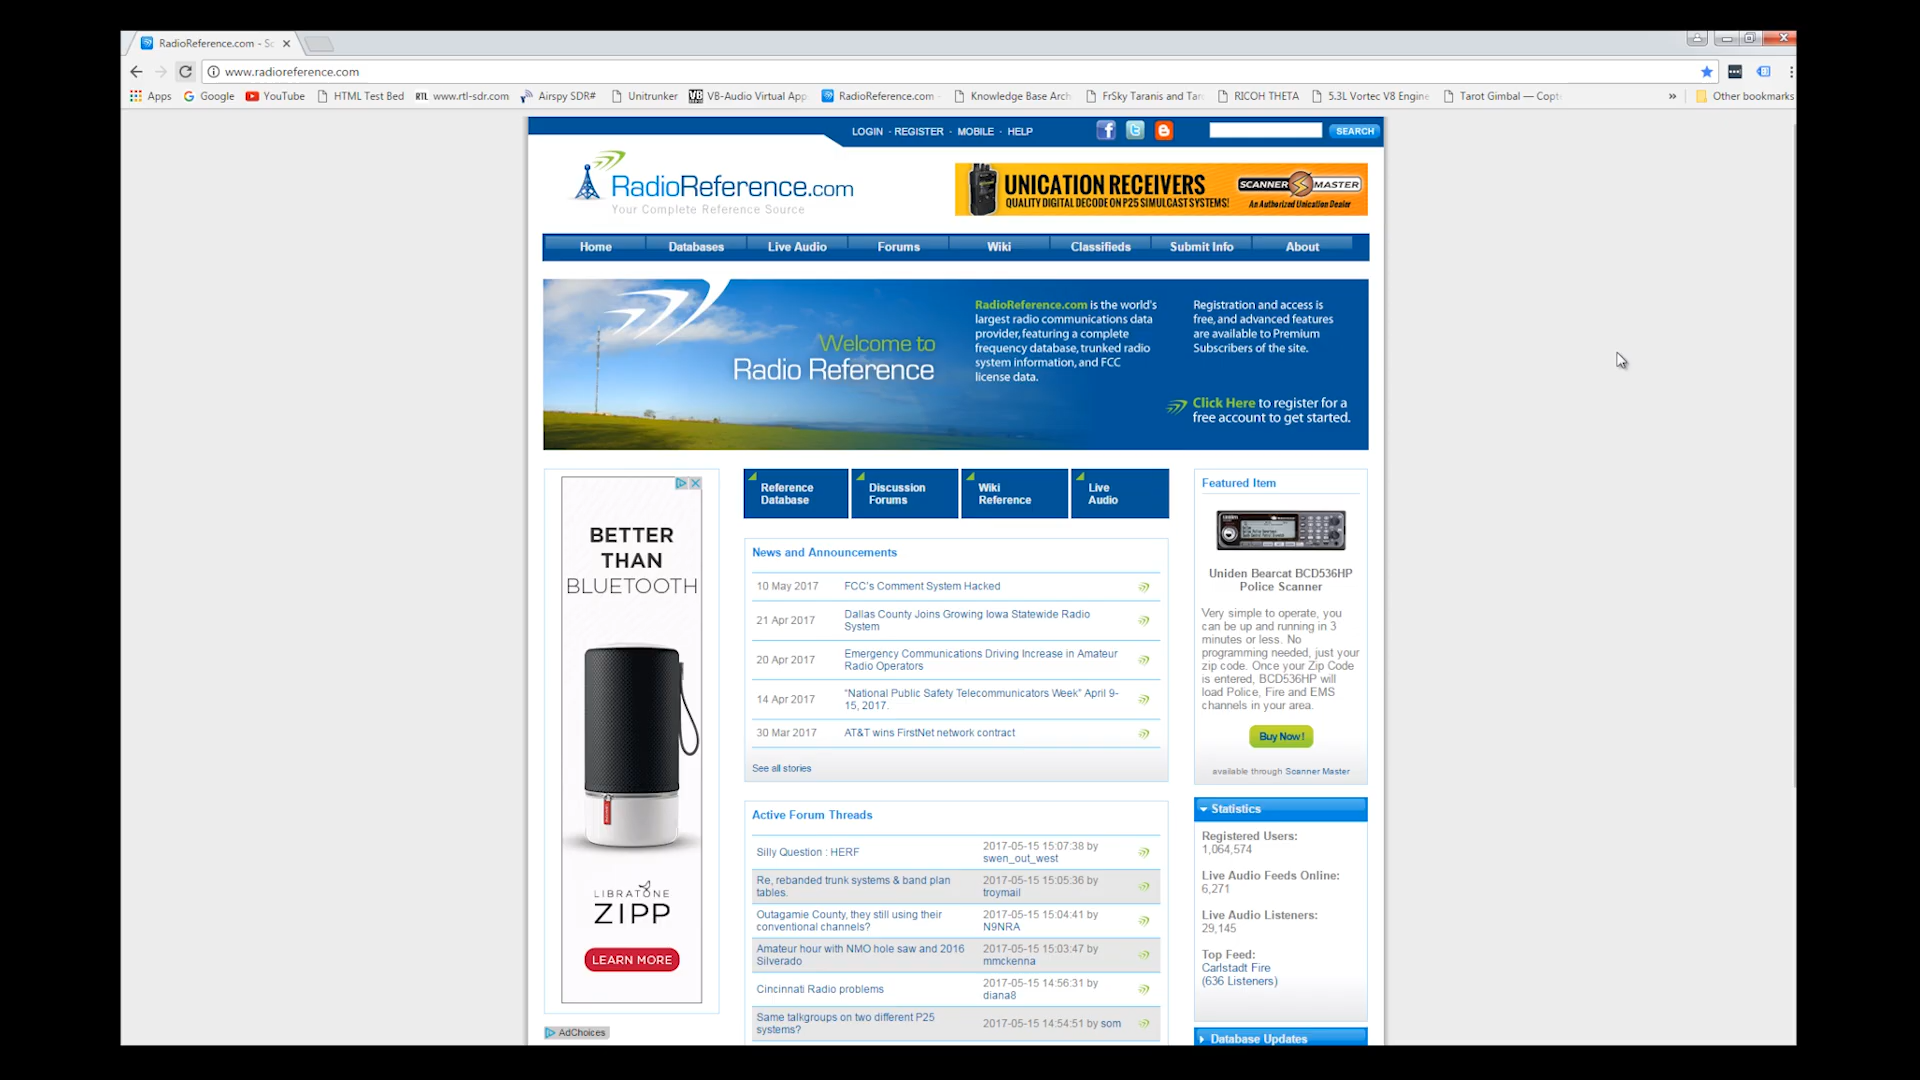 RadioReference.com - Sc
www.radioreference.com
Apps Google YouTube HTML Test Bed RTL www.rtl-sdr.com Airspy SDR# Unitrunker VB VB-Audio Virtual App RadioReference.com - Knowledge Base Arch FrSky Taranis and Tar RICOH THETA 5.3L Vortec V8 Engine Tarot Gimbal — Copt » Other bookmarks
LOGIN · REGISTER · MOBILE · HELP
SEARCH
RadioReference.com
Your Complete Reference Source
UNICATION RECEIVERS
QUALITY DIGITAL DECODE ON P25 SIMULCAST SYSTEMS!
SCANNER MASTER
An Authorized Unication Dealer
Home Databases Live Audio Forums Wiki Classifieds Submit Info About
Welcome to
Radio Reference
RadioReference.com is the world's
largest radio communications data
provider, featuring a complete
frequency database, trunked radio
system information, and FCC
license data.
Registration and access is
free, and advanced features
are available to Premium
Subscribers of the site.
Click Here to register for a
free account to get started.
BETTER
THAN
BLUETOOTH
LIBRATONE
ZIPP
LEARN MORE
AdChoices
Reference
Database
Discussion
Forums
Wiki
Reference
Live
Audio
News and Announcements
10 May 2017 FCC's Comment System Hacked
21 Apr 2017 Dallas County Joins Growing Iowa Statewide Radio
System
20 Apr 2017 Emergency Communications Driving Increase in Amateur
Radio Operators
14 Apr 2017 "National Public Safety Telecommunicators Week" April 9-
15, 2017.
30 Mar 2017 AT&T wins FirstNet network contract
See all stories
Active Forum Threads
Silly Question : HERF 2017-05-15 15:07:38 by
swen_out_west
Re, rebanded trunk systems & band plan 2017-05-15 15:05:36 by
tables. troymail
Outagamie County, they still using their 2017-05-15 15:04:41 by
conventional channels? N9NRA
Amateur hour with NMO hole saw and 2016 2017-05-15 15:03:47 by
Silverado mmckenna
Cincinnati Radio problems 2017-05-15 14:56:31 by
diana8
Same talkgroups on two different P25 2017-05-15 14:54:51 by som
systems?
Featured Item
Uniden Bearcat BCD536HP
Police Scanner
Very simple to operate, you
can be up and running in 3
minutes or less. No
programming needed, just your
zip code. Once your Zip Code
is entered, BCD536HP will
load Police, Fire and EMS
channels in your area.
Buy Now!
available through Scanner Master
Statistics
Registered Users:
1,064,574
Live Audio Feeds Online:
6,271
Live Audio Listeners:
29,145
Top Feed:
Carlstadt Fire
(636 Listeners)
Database Updates